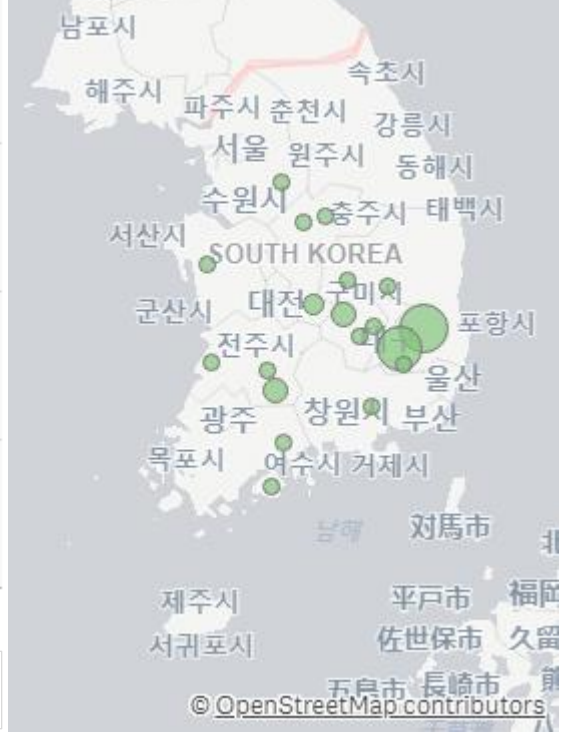 남포시
속초시
해주시
파주시 춘천시
강릉시
서울 원주시
동해시
수원시
충주시 태백시
서산시
SOUTH KOREA
대전 구미시
군산시
포항시
전주시
대구
울산
광주 창원시 부산
목포시 여수시 거제시
남해
対馬市
제주시
平戸市 福岡
서귀포시
佐世保市 久留
五島市 長崎市
© OpenStreetMap contributors